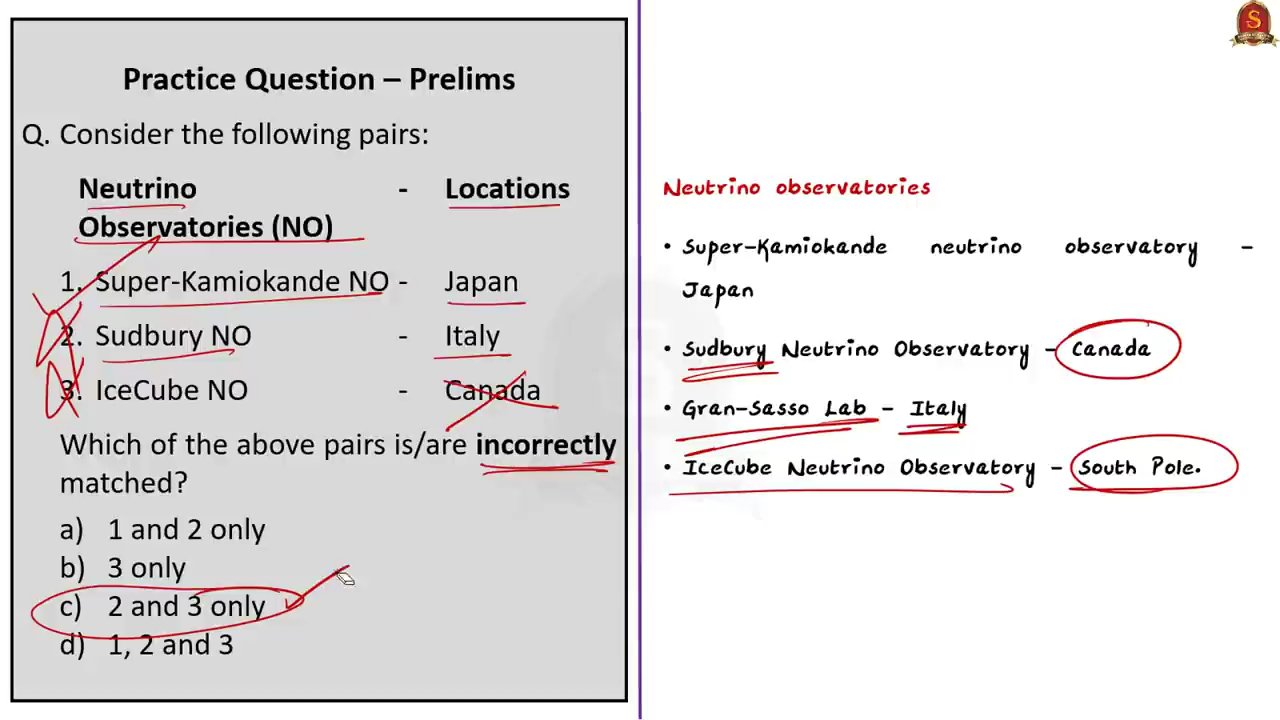 Practice Question – Prelims
Q. Consider the following pairs:
Neutrino - Locations
Observatories (NO)
1. Super-Kamiokande NO - Japan
2. Sudbury NO - Italy
3. IceCube NO - Canada
Which of the above pairs is/are incorrectly
matched?
a) 1 and 2 only
b) 3 only
c) 2 and 3 only
d) 1, 2 and 3
Neutrino observatories
• Super-Kamiokande neutrino observatory -
Japan
• Sudbury Neutrino Observatory - Canada
• Gran-Sasso Lab - Italy
• IceCube Neutrino Observatory - South Pole.
S